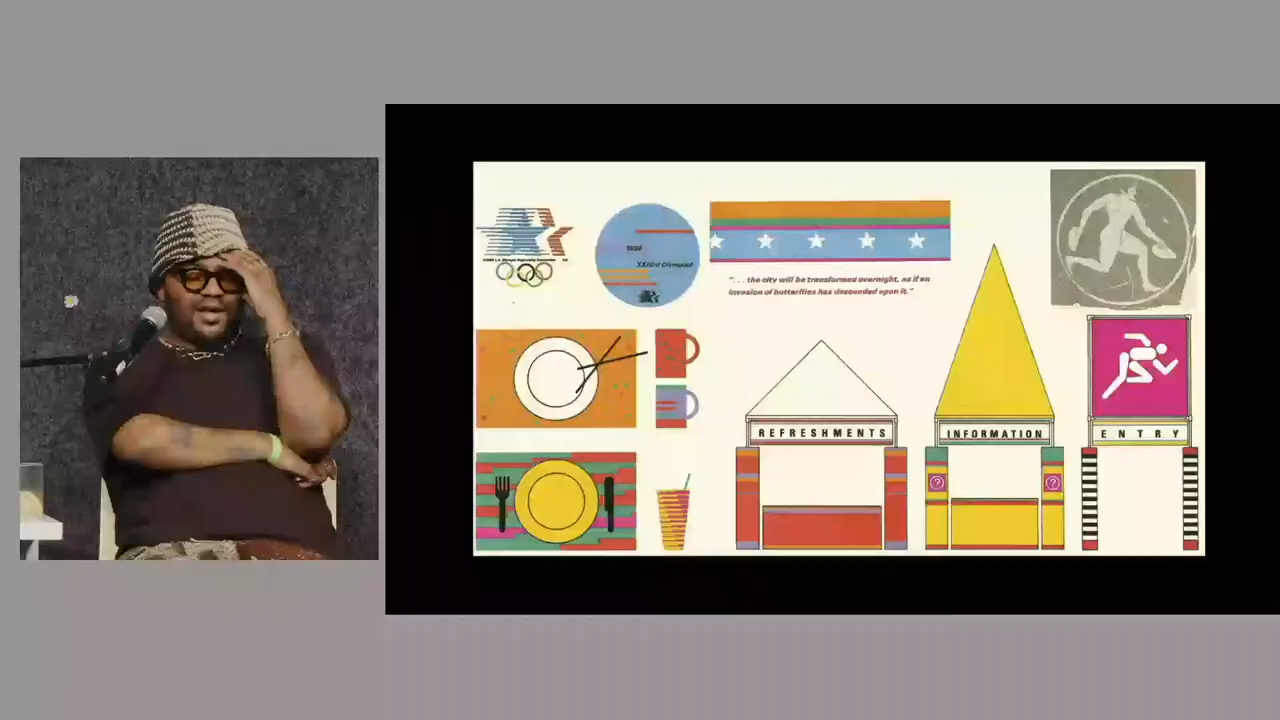 XXIIIrd Olympiad
". . . the city will be transformed overnight, as if an
invasion of butterflies has descended upon it."
REFRESHMENTS
INFORMATION
ENTRY
?
?